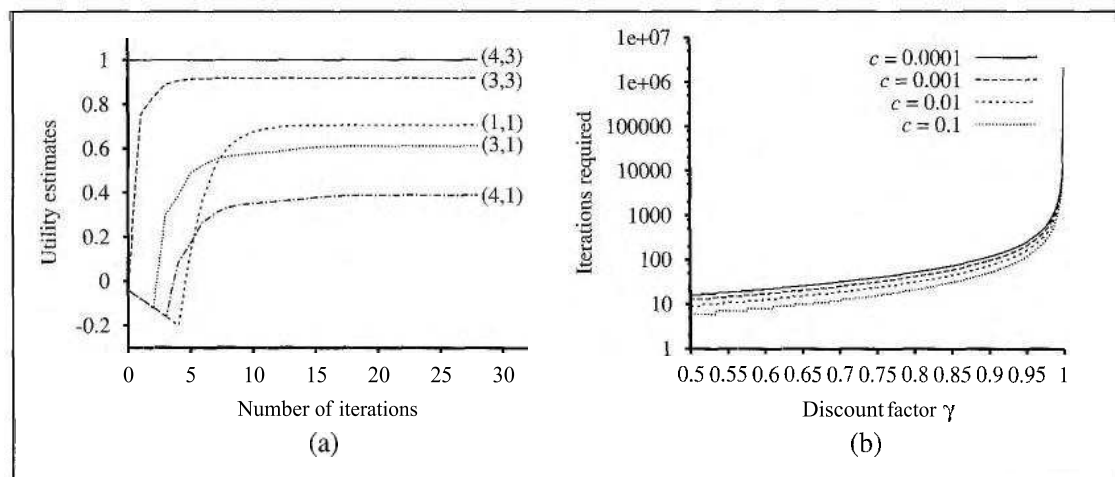 1
0.8
0.6
0.4
0.2
0
-0.2
Utility estimates
(4,3)
(3,3)
(1,1)
(3,1)
(4,1)
0 5 10 15 20 25 30
Number of iterations
(a)
1e+07
1e+06
100000
10000
1000
100
10
1
Iterations required
c = 0.0001
c = 0.001
c = 0.01
c = 0.1
0.5 0.55 0.6 0.65 0.7 0.75 0.8 0.85 0.9 0.95 1
Discount factor γ
(b)